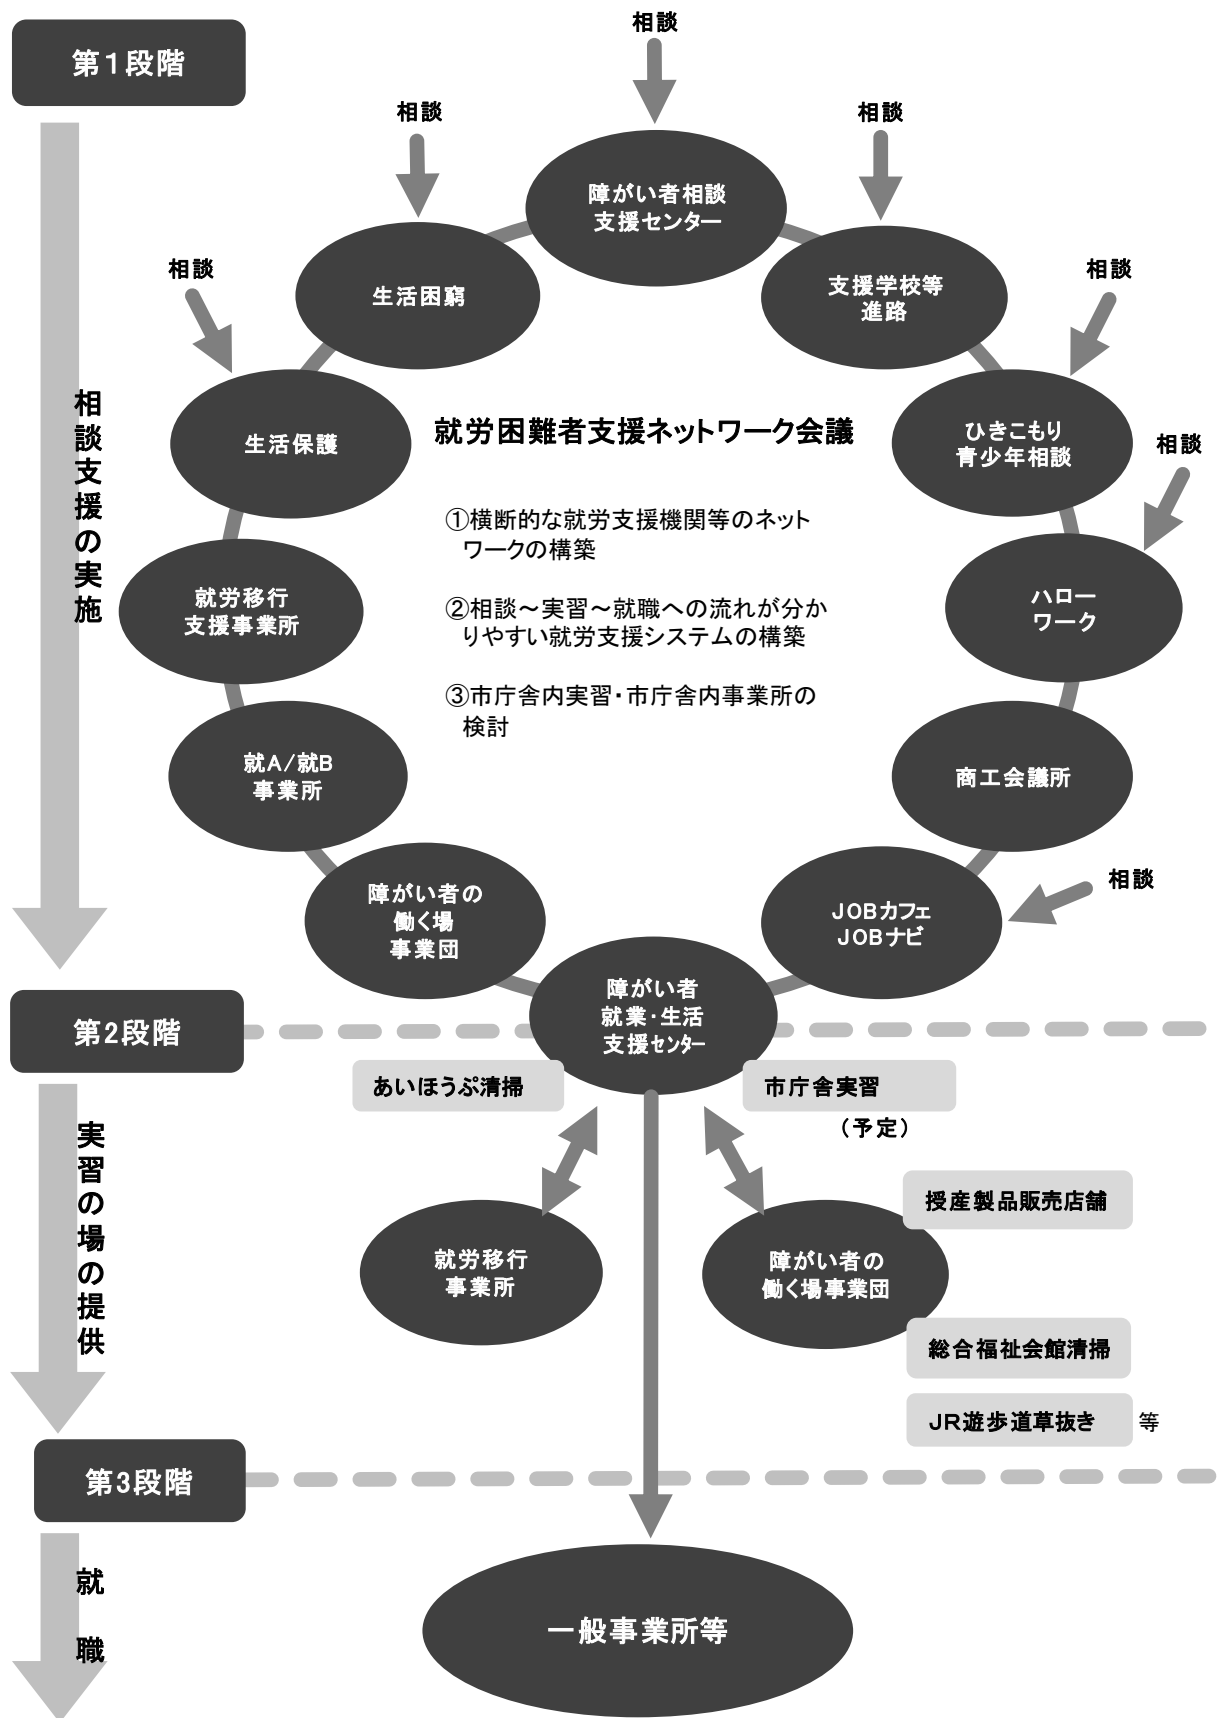 第1段階
相談
相談
相談
障がい者相談
支援センター
生活困窮
支援学校等
進路
相談
相談
生活保護
就労困難者支援ネットワーク会議
ひきこもり
青少年相談
相談
相談支援の実施
①横断的な就労支援機関等のネット
ワークの構築
②相談～実習～就職への流れが分か
りやすい就労支援システムの構築
③市庁舎内実習・市庁舎内事業所の
検討
就労移行
支援事業所
ハロー
ワーク
就A/就B
事業所
商工会議所
障がい者の
働く場
事業団
JOBカフェ
JOBナビ
相談
障がい者
就業・生活
支援センター
第2段階
あいほうぷ清掃
市庁舎実習
（予定）
実習の場の提供
授産製品販売店舗
就労移行
事業所
障がい者の
働く場事業団
総合福祉会館清掃
JR遊歩道草抜き 等
第3段階
就職
一般事業所等